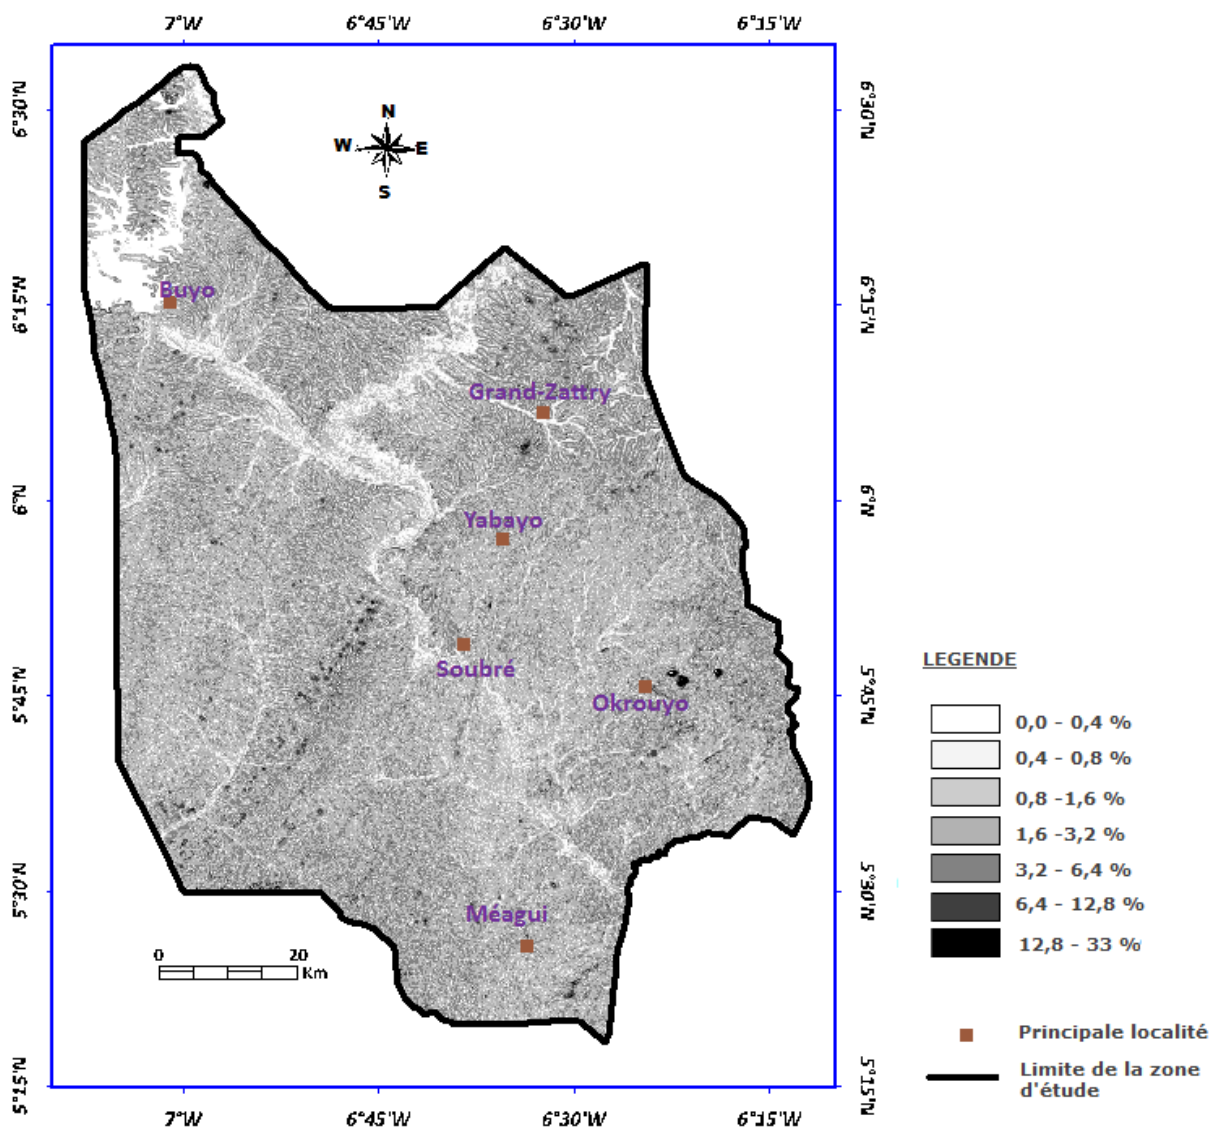 7°W 6°45'W 6°30'W 6°15'W
6°30'N 6°30'N
N
W E
S
6°15'N 6°15'N
Buyo
Grand-Zattry
6°N 6°N
Yabayo
Soubré
5°45'N 5°45'N
Okrouyo
5°30'N 5°30'N
Méagui
0 20
Km
5°15'N 5°15'N
7°W 6°45'W 6°30'W 6°15'W
LEGENDE
0,0 - 0,4 %
0,4 - 0,8 %
0,8 -1,6 %
1,6 -3,2 %
3,2 - 6,4 %
6,4 - 12,8 %
12,8 - 33 %
Principale localité
Limite de la zone
d'étude